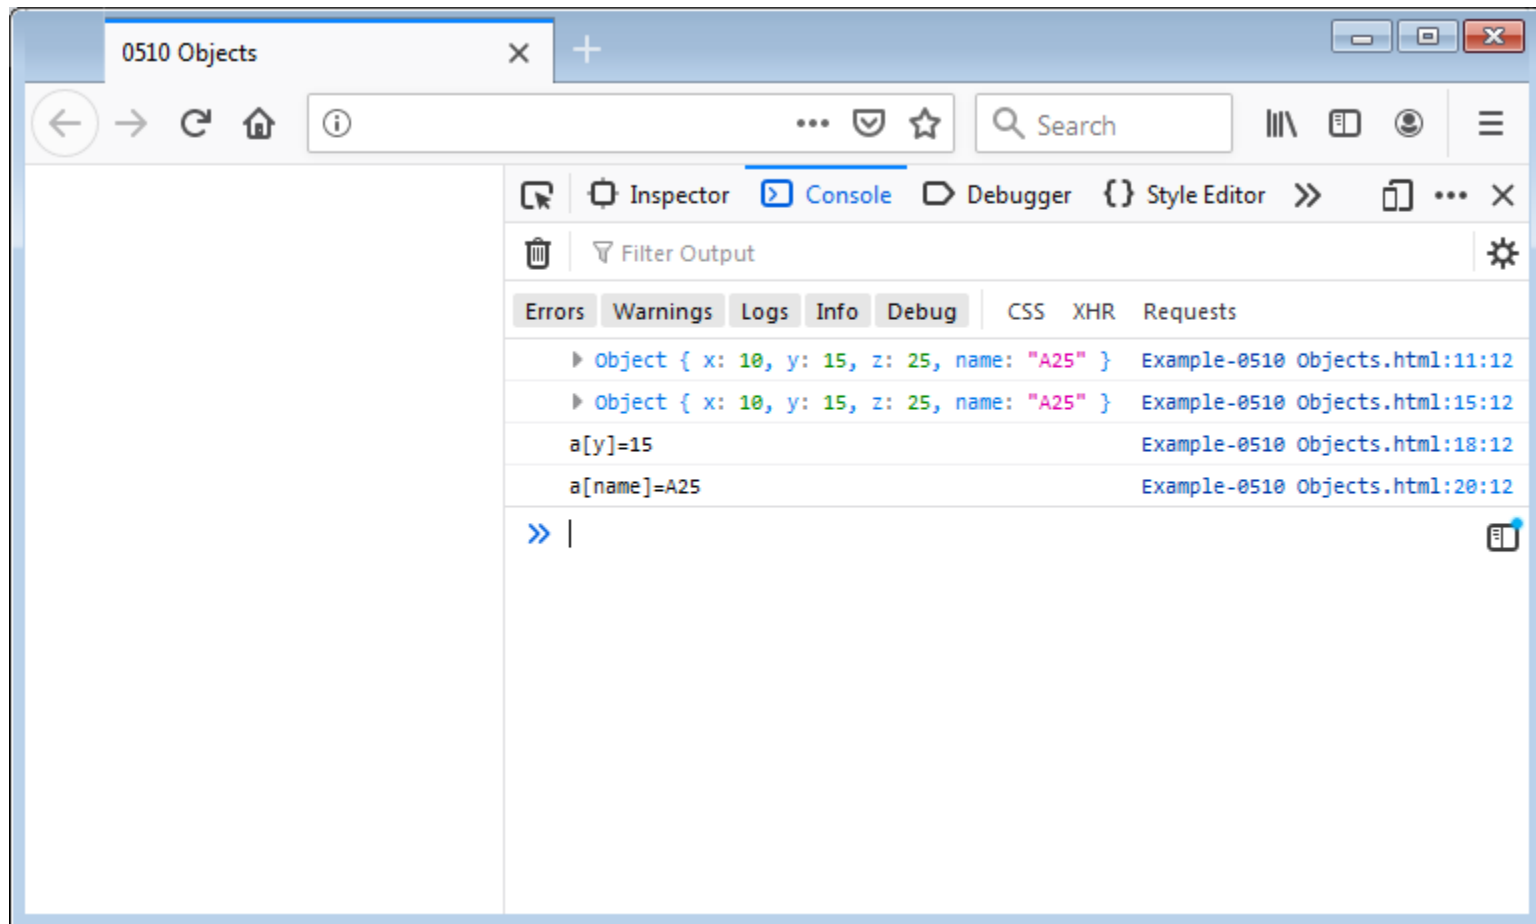 0510 Objects
Search
Inspector Console Debugger {} Style Editor
Filter Output
Errors Warnings Logs Info Debug CSS XHR Requests
Object { x: 10, y: 15, z: 25, name: "A25" } Example-0510 Objects.html:11:12
Object { x: 10, y: 15, z: 25, name: "A25" } Example-0510 Objects.html:15:12
a[y]=15 Example-0510 Objects.html:18:12
a[name]=A25 Example-0510 Objects.html:20:12